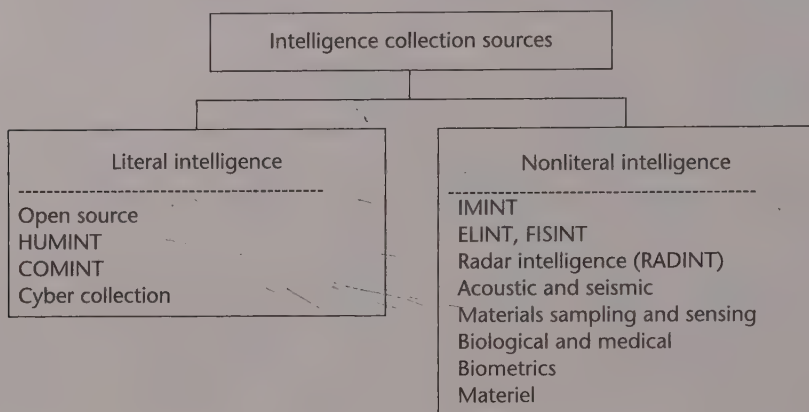 Intelligence collection sources
Literal intelligence
Open source
HUMINT
COMINT
Cyber collection
Nonliteral intelligence
IMINT
ELINT, FISINT
Radar intelligence (RADINT)
Acoustic and seismic
Materials sampling and sensing
Biological and medical
Biometrics
Materiel